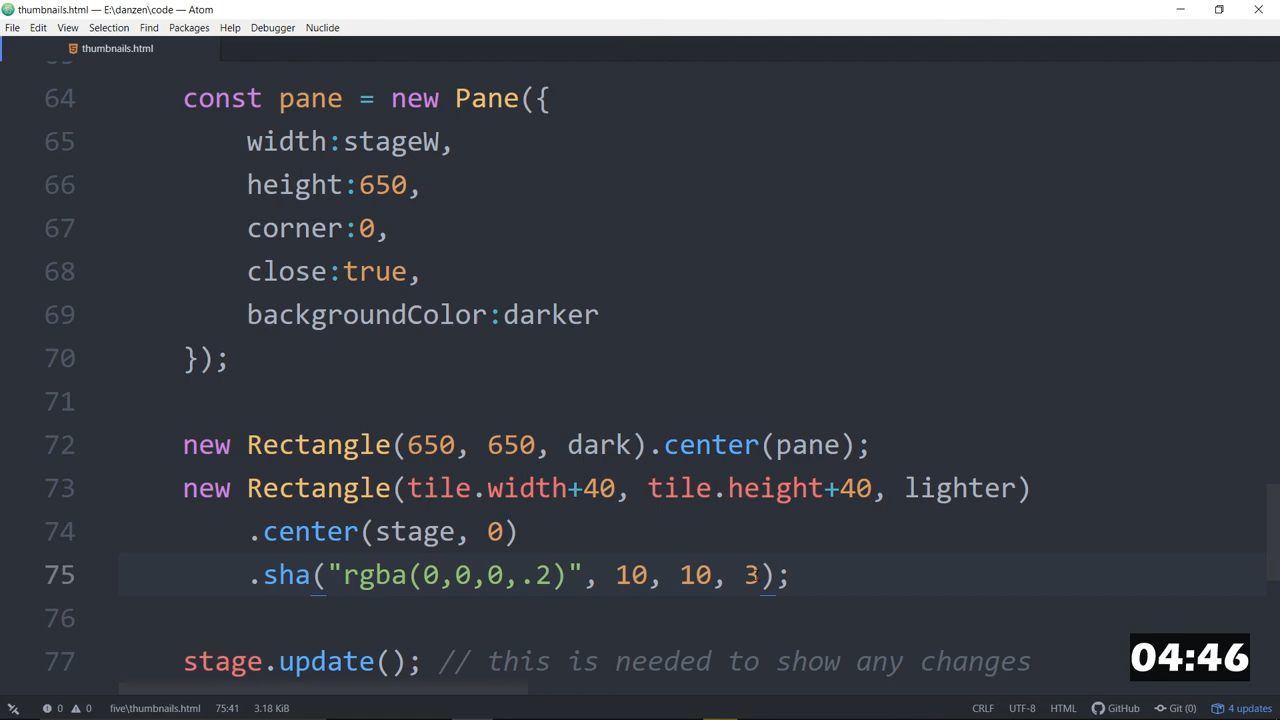 thumbnails.html — E:\danzen\code — Atom
File Edit View Selection Find Packages Help Debugger Nuclide
thumbnails.html
64 const pane = new Pane({
65 width:stageW,
66 height:650,
67 corner:0,
68 close:true,
69 backgroundColor:darker
70 });
71
72 new Rectangle(650, 650, dark).center(pane);
73 new Rectangle(tile.width+40, tile.height+40, lighter)
74 .center(stage, 0)
75 .sha("rgba(0,0,0,.2)", 10, 10, 3);
76
77 stage.update(); // this is needed to show any changes
04:46
0 0 five\thumbnails.html 75:41 3.18 KiB CRLF UTF-8 HTML GitHub Git (0) 4 updates